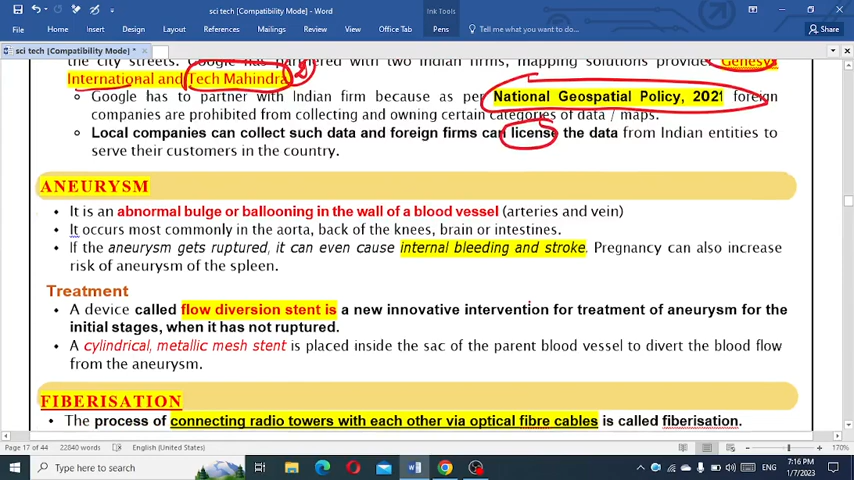 sci tech [Compatibility Mode] - Word
Ink Tools
File Home Insert Design Layout References Mailings Review View Office Tab Help Pens Tell me what you want to do... Share
sci tech [Compatibility Mode] *
the city streets. Google has partnered with two Indian firms, mapping solutions provider Genesys
International and Tech Mahindra
Google has to partner with Indian firm because as per National Geospatial Policy, 2021 foreign
companies are prohibited from collecting and owning certain categories of data / maps.
Local companies can collect such data and foreign firms can license the data from Indian entities to
serve their customers in the country.
ANEURYSM
It is an abnormal bulge or ballooning in the wall of a blood vessel (arteries and vein)
It occurs most commonly in the aorta, back of the knees, brain or intestines.
If the aneurysm gets ruptured, it can even cause internal bleeding and stroke. Pregnancy can also increase
risk of aneurysm of the spleen.
Treatment
A device called flow diversion stent is a new innovative intervention for treatment of aneurysm for the
initial stages, when it has not ruptured.
A cylindrical, metallic mesh stent is placed inside the sac of the parent blood vessel to divert the blood flow
from the aneurysm.
FIBERISATION
The process of connecting radio towers with each other via optical fibre cables is called fiberisation.
Page 17 of 44 22840 words English (United States) 170%
Type here to search ENG 7:16 PM
1/7/2023